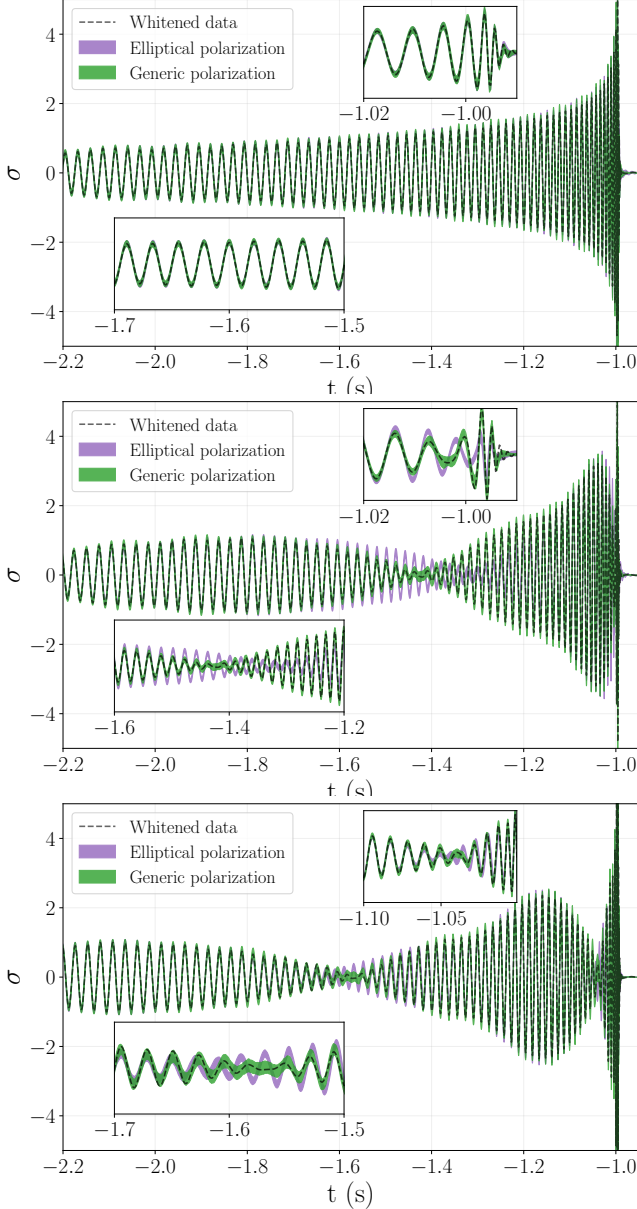 4
2
0
−2
−4
σ
Whitened data
Elliptical polarization
Generic polarization
−1.02 −1.00
−1.7 −1.6 −1.5
−2.2 −2.0 −1.8 −1.6 −1.4 −1.2 −1.0
t (s)
4
2
0
−2
−4
σ
Whitened data
Elliptical polarization
Generic polarization
−1.02 −1.00
−1.6 −1.4 −1.2
−2.2 −2.0 −1.8 −1.6 −1.4 −1.2 −1.0
t (s)
4
2
0
−2
−4
σ
Whitened data
Elliptical polarization
Generic polarization
−1.10 −1.05
−1.7 −1.6 −1.5
−2.2 −2.0 −1.8 −1.6 −1.4 −1.2 −1.0
t (s)